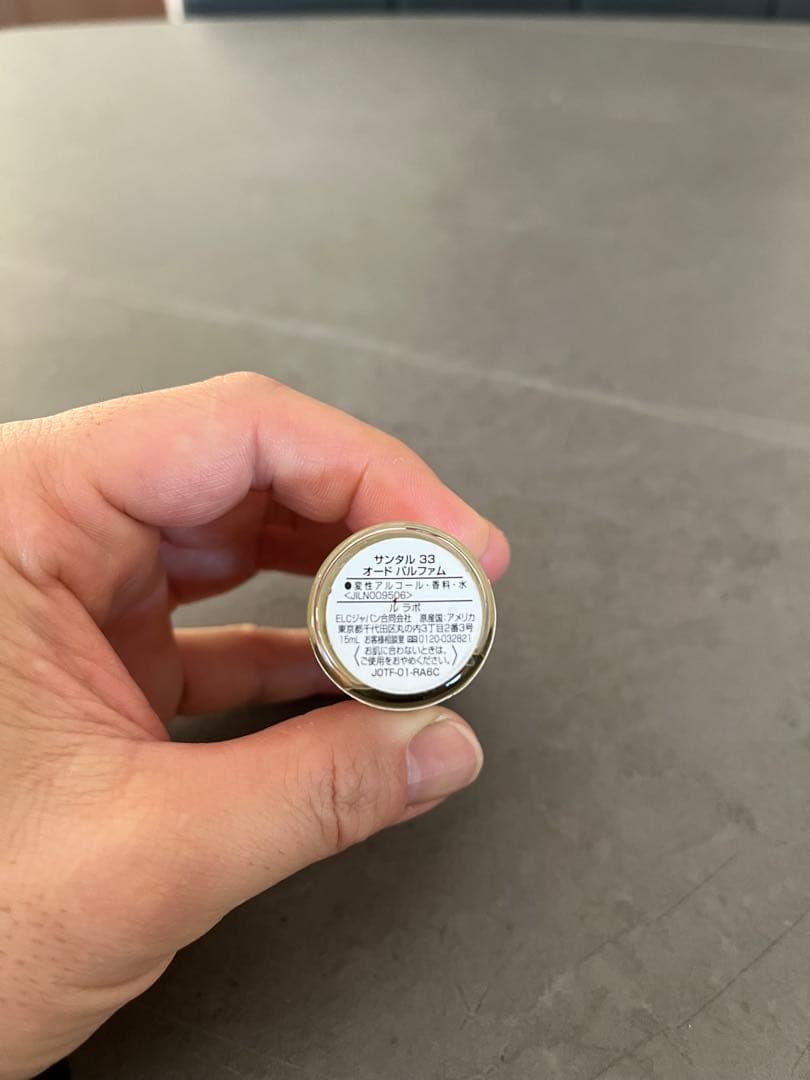 サンタル 33
オード パルファム
●変性アルコール・香料・水
<JILN009506>
ル ラボ
ELCジャパン合同会社 原産国:アメリカ
東京都千代田区丸の内3丁目2番3号
15mL お客様相談室 0120-032821
〈お肌に合わないときは、
ご使用をおやめください。〉
J0TF-01-RA6C